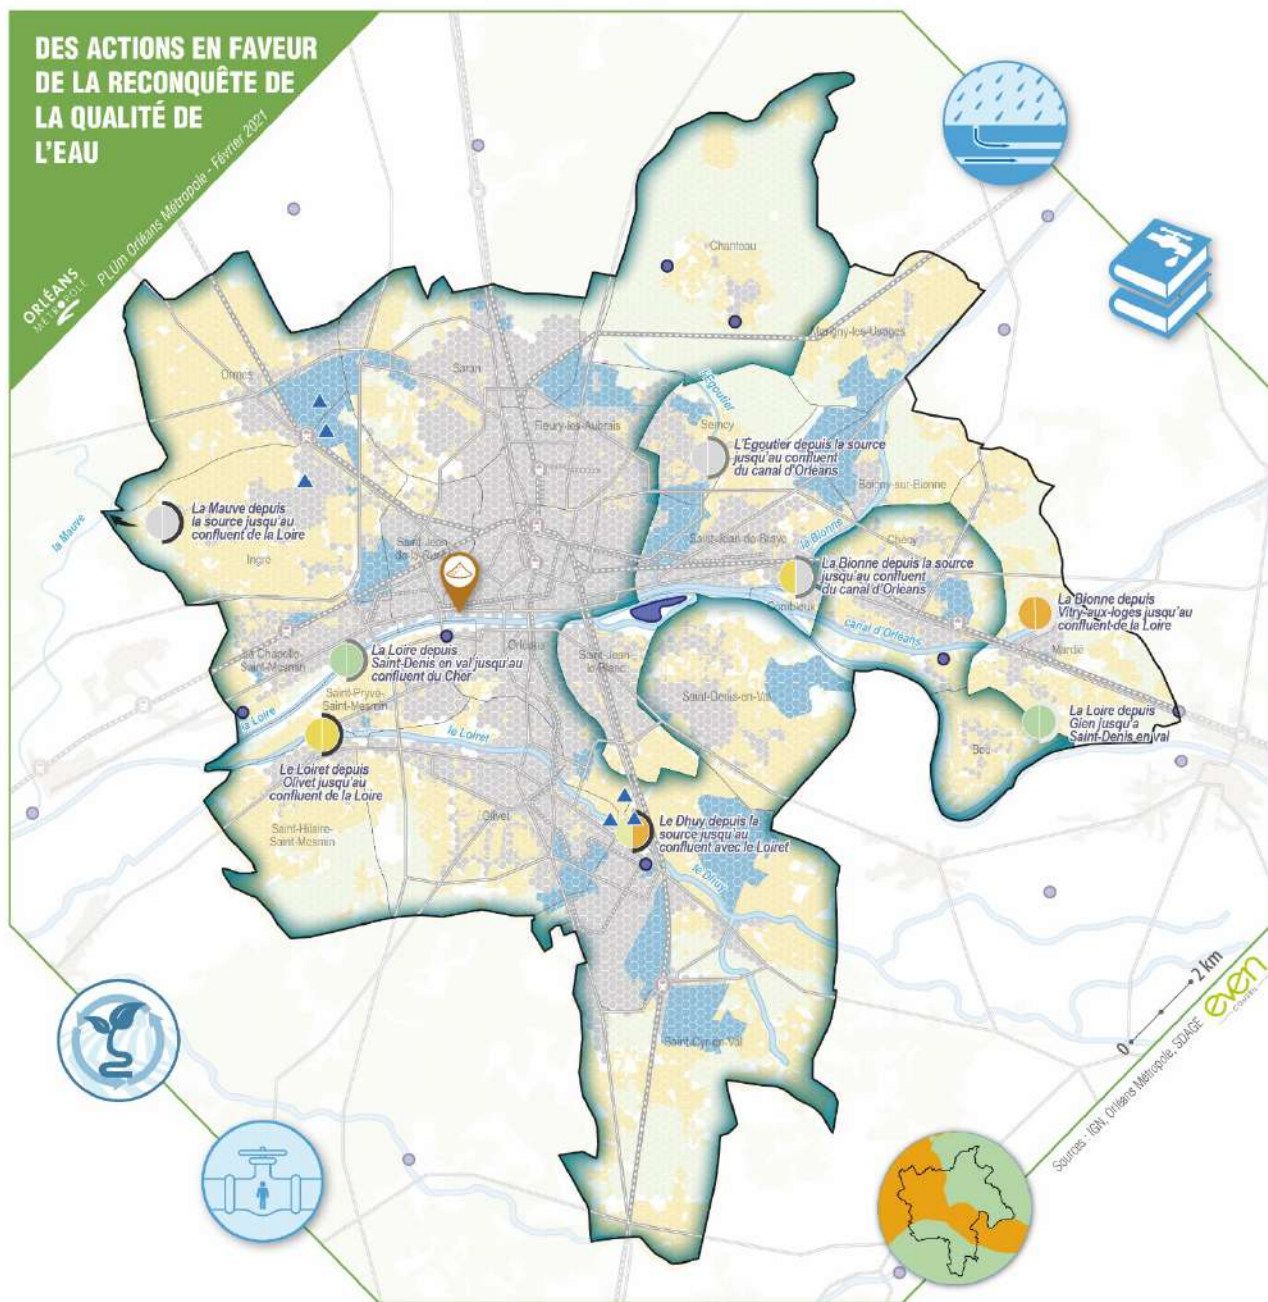 DES ACTIONS EN FAVEUR
DE LA RECONQUÊTE DE
LA QUALITÉ DE
L'EAU
PLUm Orléans Métropole - Février 2021
ORLÉANS
MÉTROPOLE
Chanteau
Marigny-les-Usages
Ormes
Saran
l'Égoutier
Semoy
Fleury-les-Aubrais
L'Égoutier depuis la source
jusqu'au confluent
du canal d'Orléans
Boigny-sur-Bionne
la Mauve
La Mauve depuis
la source jusqu'au
confluent de la Loire
Ingré
Saint-Jean
de-la-Ruelle
Saint-Jean-de-Braye
la Bionne
Chécy
La Bionne depuis la source
jusqu'au confluent
du canal d'Orléans
Combleux
canal d'Orléans
La Bionne depuis
Vitry-aux-loges jusqu'au
confluent de la Loire
Mardié
Orléans
La Chapelle
Saint-Mesmin
La Loire depuis
Saint-Denis en val jusqu'au
confluent du Cher
Saint-Jean-
le-Blanc
Saint-Denis-en-Val
Saint-Pryvé-
Saint-Mesmin
la Loire
le Loiret
La Loire depuis
Gien jusqu'a
Saint-Denis en val
Bou
Le Loiret depuis
Olivet jusqu'au
confluent de la Loire
Olivet
Saint-Hilaire-
Saint-Mesmin
Le Dhuy depuis la
source jusqu'au
confluent avec le Loiret
le Dhuy
Saint-Cyr-en-Val
0
2 km
Sources : IGN, Orléans Métropole, SDAGE
even
CONSEIL